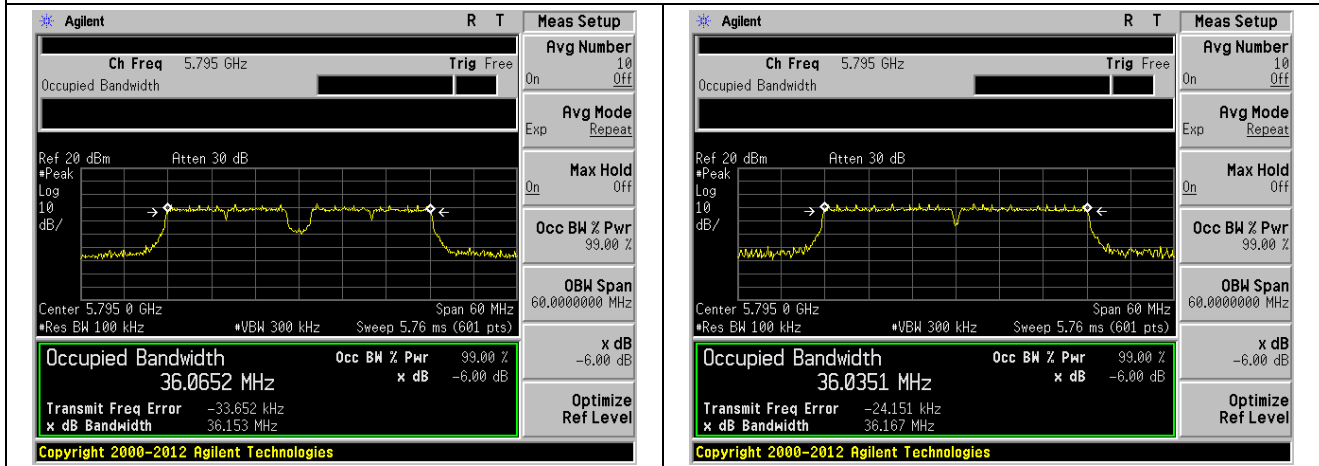 Agilent R T
Ch Freq 5.795 GHz Trig Free
Occupied Bandwidth
Ref 20 dBm Atten 30 dB
#Peak
Log
10
dB/
Center 5.795 0 GHz Span 60 MHz
#Res BW 100 kHz #VBW 300 kHz Sweep 5.76 ms (601 pts)
Occupied Bandwidth Occ BW % Pwr 99.00 %
36.0652 MHz x dB -6.00 dB
Transmit Freq Error -33.652 kHz
x dB Bandwidth 36.153 MHz
Copyright 2000-2012 Agilent Technologies
Meas Setup
Avg Number
10
On Off
Avg Mode
Exp Repeat
Max Hold
On Off
Occ BW % Pwr
99.00 %
OBW Span
60.0000000 MHz
x dB
-6.00 dB
Optimize
Ref Level
Agilent R T
Ch Freq 5.795 GHz Trig Free
Occupied Bandwidth
Ref 20 dBm Atten 30 dB
#Peak
Log
10
dB/
Center 5.795 0 GHz Span 60 MHz
#Res BW 100 kHz #VBW 300 kHz Sweep 5.76 ms (601 pts)
Occupied Bandwidth Occ BW % Pwr 99.00 %
36.0351 MHz x dB -6.00 dB
Transmit Freq Error -24.151 kHz
x dB Bandwidth 36.167 MHz
Copyright 2000-2012 Agilent Technologies
Meas Setup
Avg Number
10
On Off
Avg Mode
Exp Repeat
Max Hold
On Off
Occ BW % Pwr
99.00 %
OBW Span
60.0000000 MHz
x dB
-6.00 dB
Optimize
Ref Level